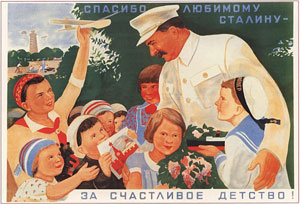 СПАСИБО ЛЮБИМОМУ
СТАЛИНУ-
ЗА СЧАСТЛИВОЕ ДЕТСТВО!